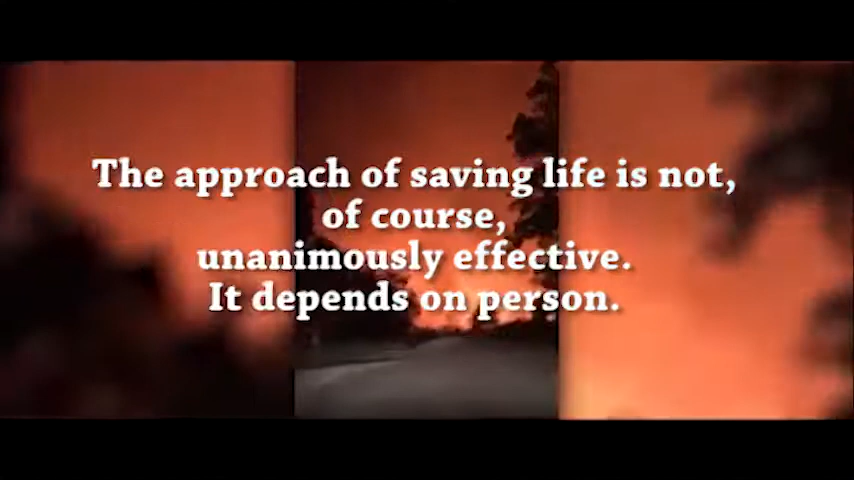 The approach of saving life is not,
of course,
unanimously effective.
It depends on person.